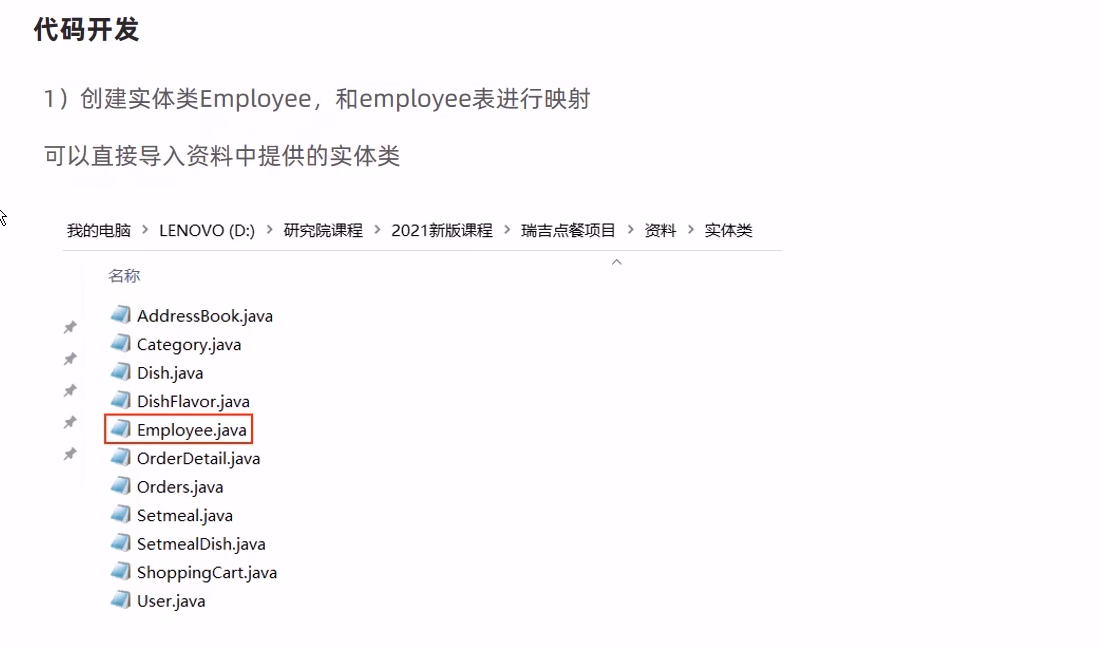 代码开发
1）创建实体类Employee，和employee表进行映射
可以直接导入资料中提供的实体类
我的电脑 > LENOVO (D:) > 研究院课程 > 2021新版课程 > 瑞吉点餐项目 > 资料 > 实体类
名称
AddressBook.java
Category.java
Dish.java
DishFlavor.java
Employee.java
OrderDetail.java
Orders.java
Setmeal.java
SetmealDish.java
ShoppingCart.java
User.java